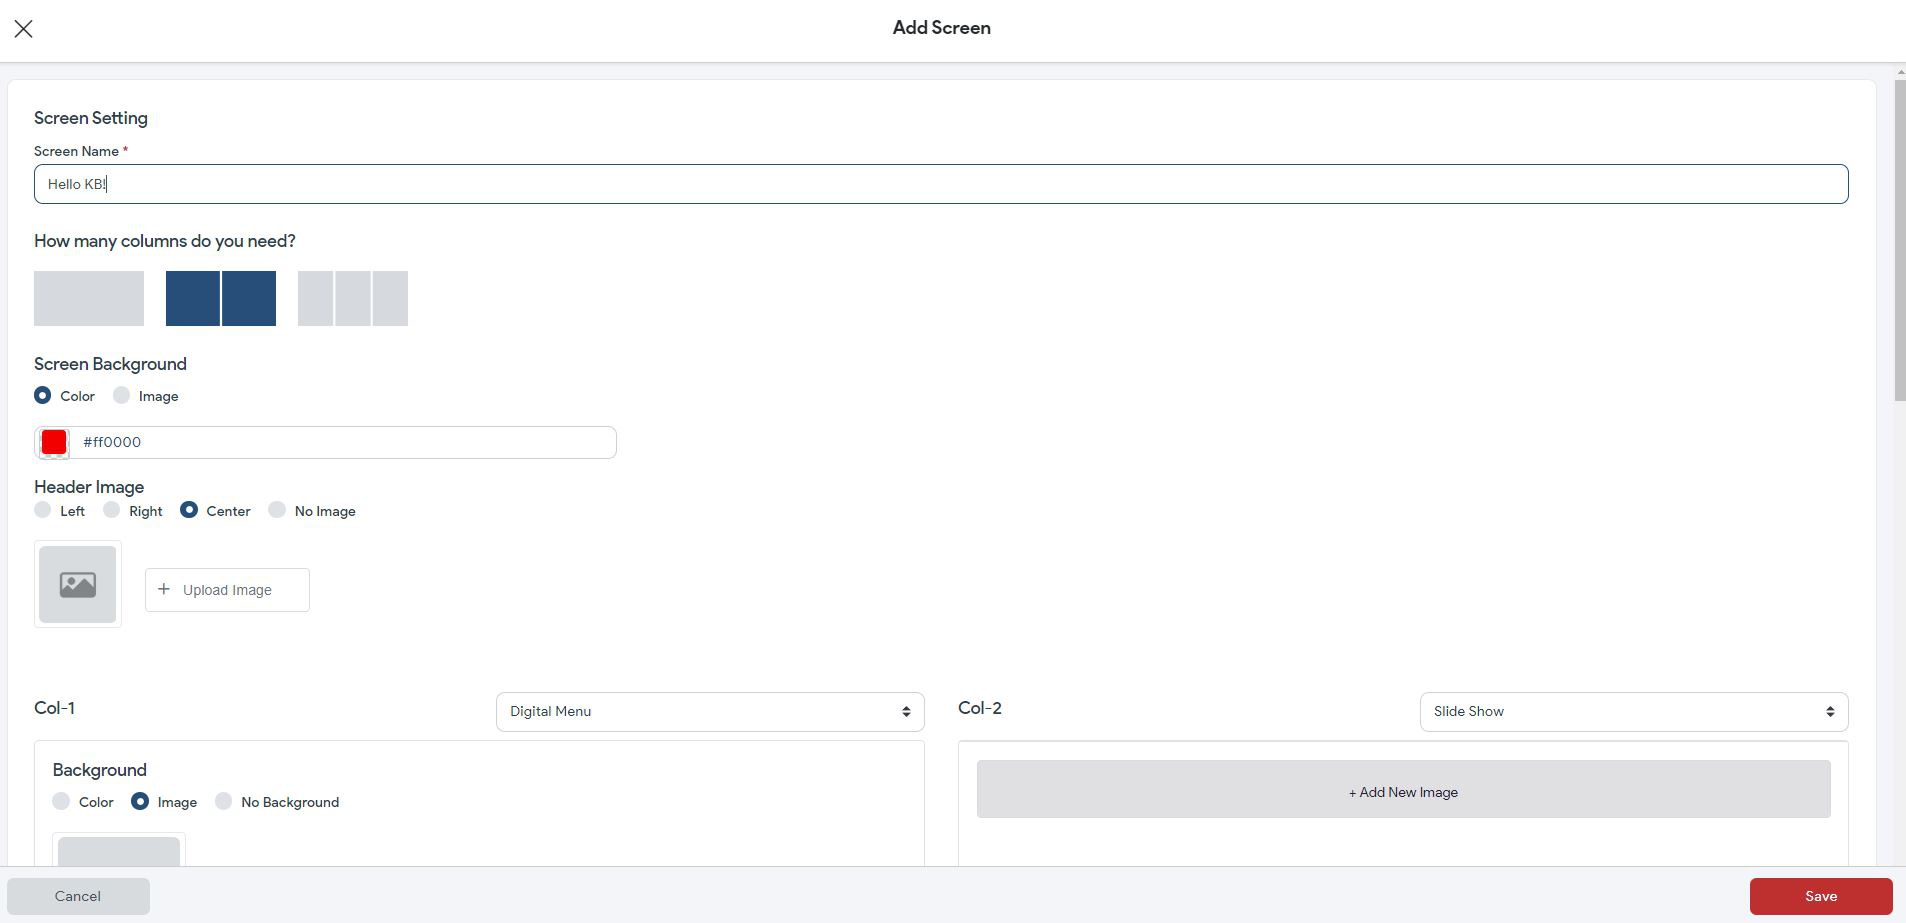 Add Screen
Screen Setting
Screen Name *
Hello KB!
How many columns do you need?
Screen Background
Color Image
#ff0000
Header Image
Left Right Center No Image
+ Upload Image
Col-1 Digital Menu Col-2 Slide Show
Background
+ Add New Image
Color Image No Background
Cancel Save